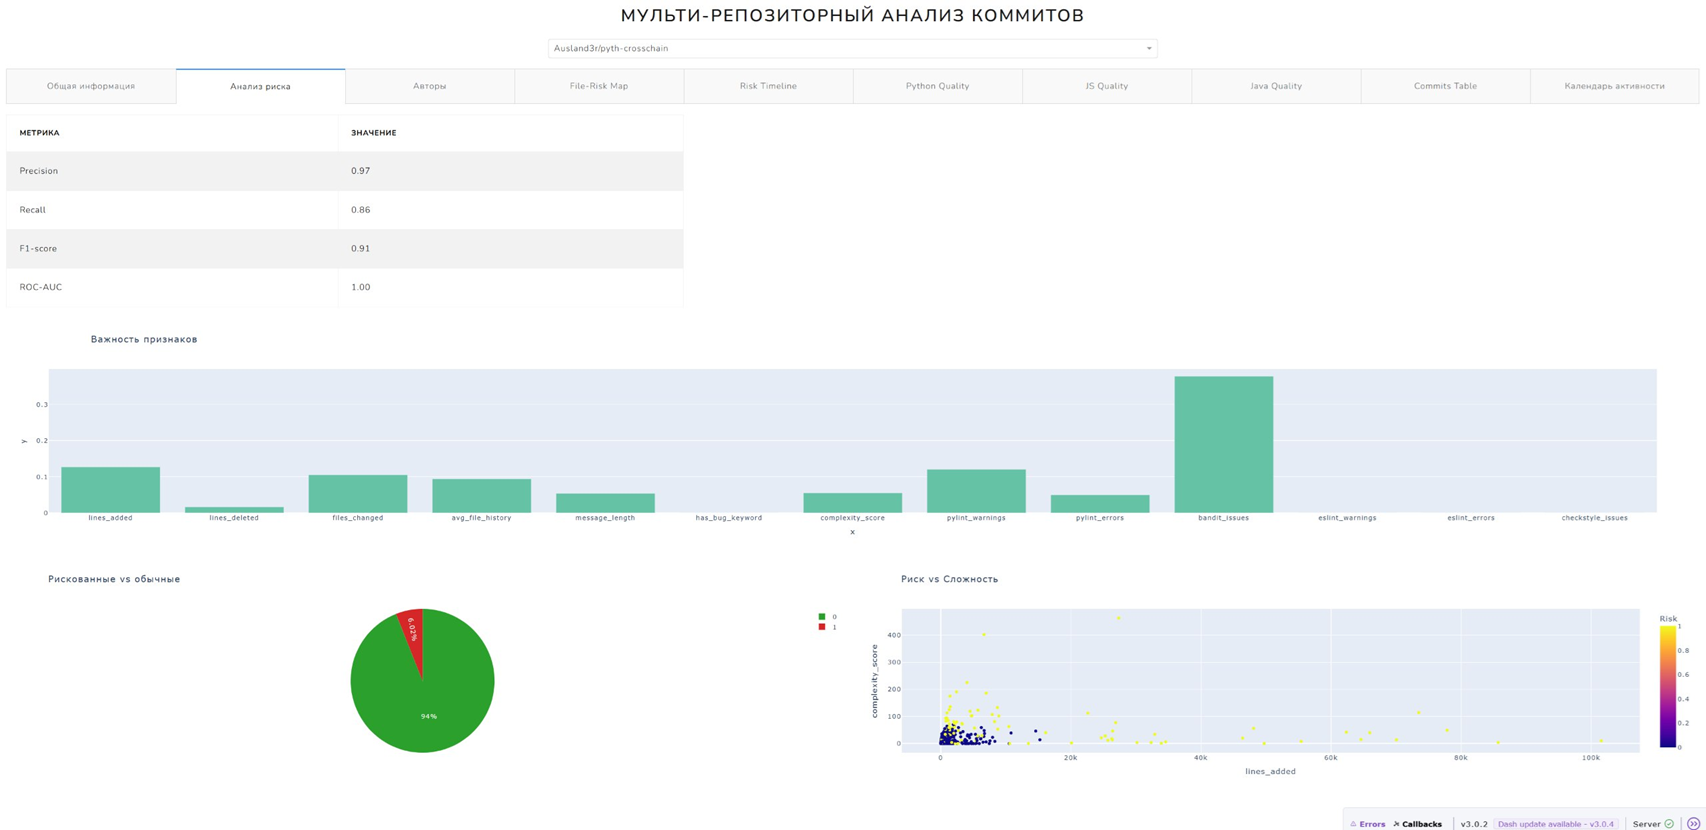 МУЛЬТИ-РЕПОЗИТОРНЫЙ АНАЛИЗ КОММИТОВ
Ausland3r/pyth-crosschain
Общая информация Анализ риска Авторы File-Risk Map Risk Timeline Python Quality JS Quality Java Quality Commits Table Календарь активности
МЕТРИКА ЗНАЧЕНИЕ
Precision 0.97
Recall 0.86
F1-score 0.91
ROC-AUC 1.00
Важность признаков
0.3
0.2
0.1
0
y
lines_added lines_deleted files_changed avg_file_history message_length has_bug_keyword complexity_score pylint_warnings pylint_errors bandit_issues eslint_warnings eslint_errors checkstyle_issues
x
Рискованные vs обычные
6.02%
94%
0
1
Риск vs Сложность
complexity_score
400
300
200
100
0
0 20k 40k 60k 80k 100k
lines_added
Risk
1
0.8
0.6
0.4
0.2
0
Errors Callbacks v3.0.2 Dash update available - v3.0.4 Server